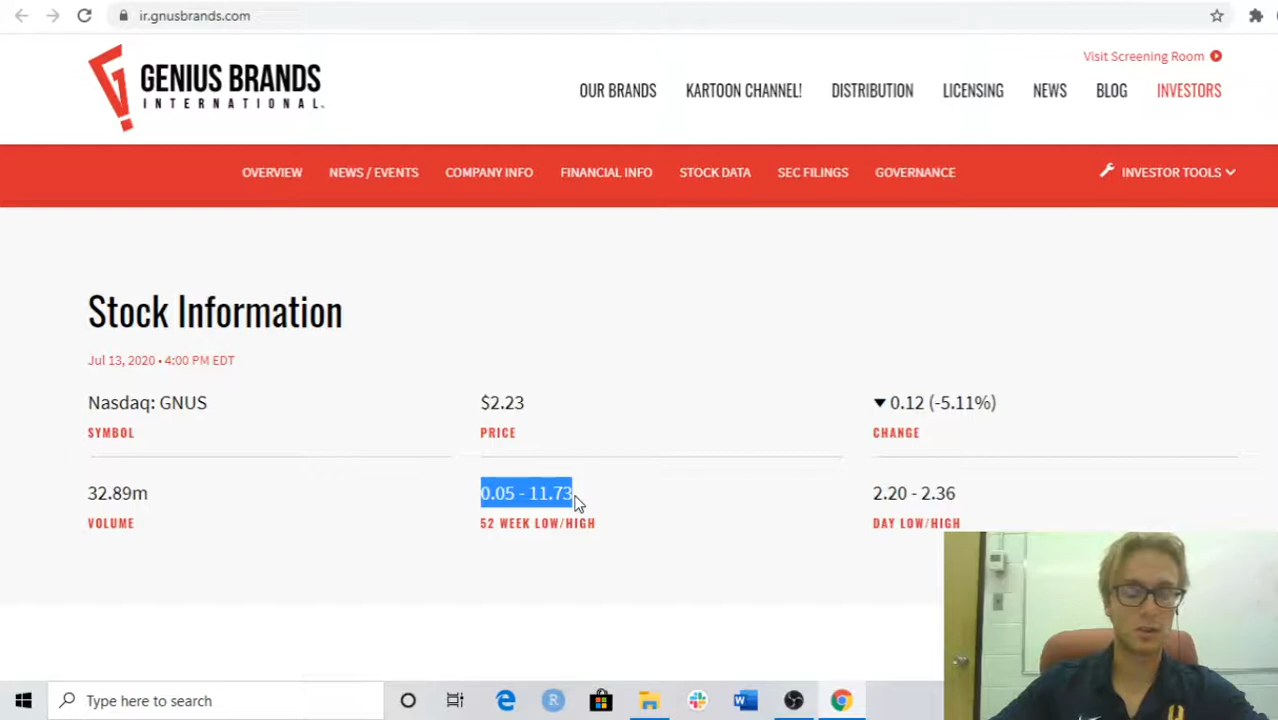 ir.gnusbrands.com
GENIUS BRANDS
INTERNATIONAL
Visit Screening Room
OUR BRANDS KARTOON CHANNEL! DISTRIBUTION LICENSING NEWS BLOG INVESTORS
OVERVIEW NEWS / EVENTS COMPANY INFO FINANCIAL INFO STOCK DATA SEC FILINGS GOVERNANCE INVESTOR TOOLS
Stock Information
Jul 13, 2020 • 4:00 PM EDT
Nasdaq: GNUS $2.23 ▼ 0.12 (-5.11%)
SYMBOL PRICE CHANGE
32.89m 0.05 - 11.73 2.20 - 2.36
VOLUME 52 WEEK LOW/HIGH DAY LOW/HIGH
Type here to search